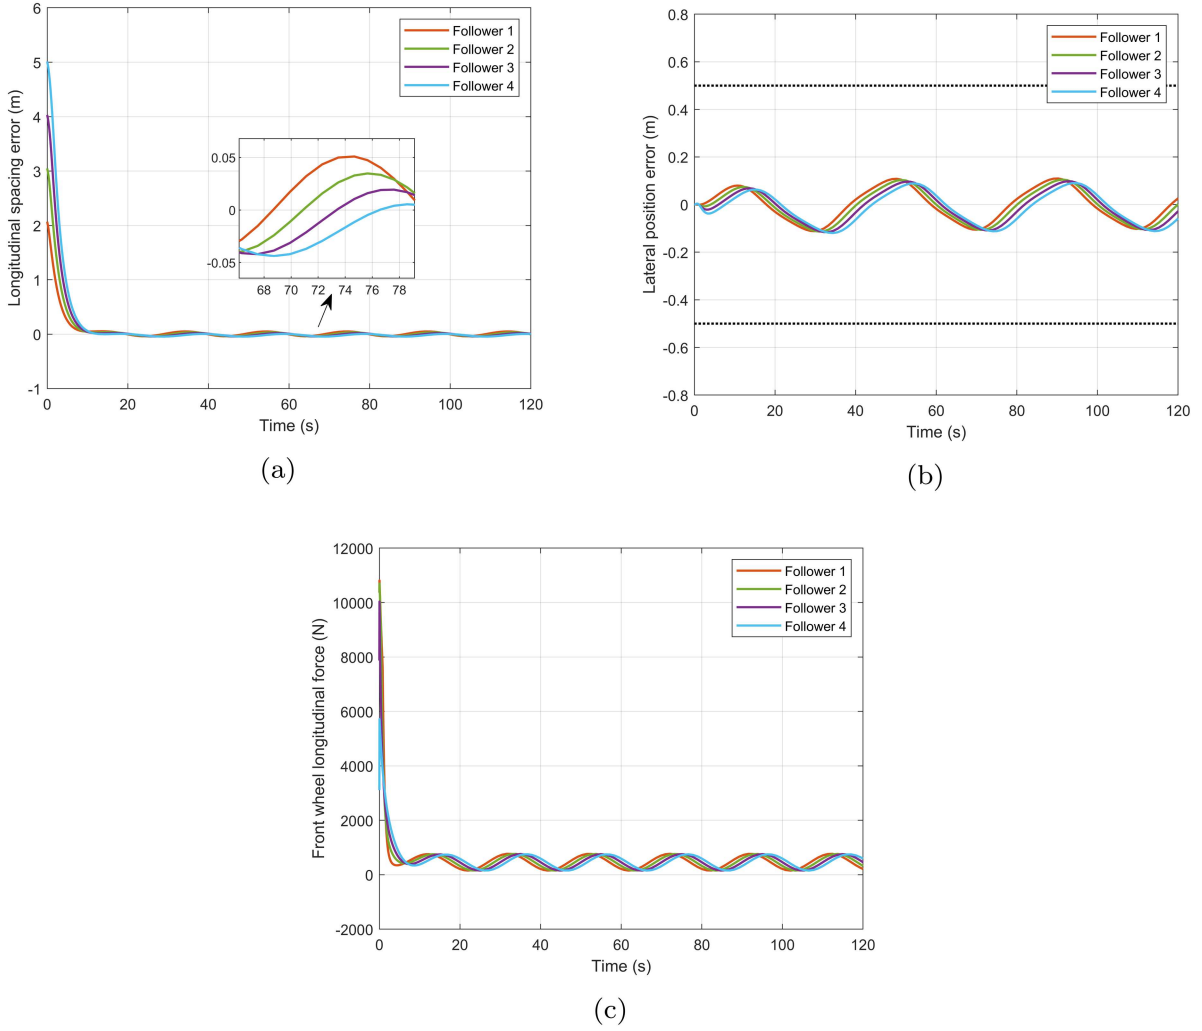 6
5
4
3
2
1
0
-1
Longitudinal spacing error (m)
Follower 1
Follower 2
Follower 3
Follower 4
0.05
0
-0.05
68 70 72 74 76 78
0 20 40 60 80 100 120
Time (s)
(a)
0.8
0.6
0.4
0.2
0
-0.2
-0.4
-0.6
-0.8
Lateral position error (m)
Follower 1
Follower 2
Follower 3
Follower 4
0 20 40 60 80 100 120
Time (s)
(b)
12000
10000
8000
6000
4000
2000
0
-2000
Front wheel longitudinal force (N)
Follower 1
Follower 2
Follower 3
Follower 4
0 20 40 60 80 100 120
Time (s)
(c)